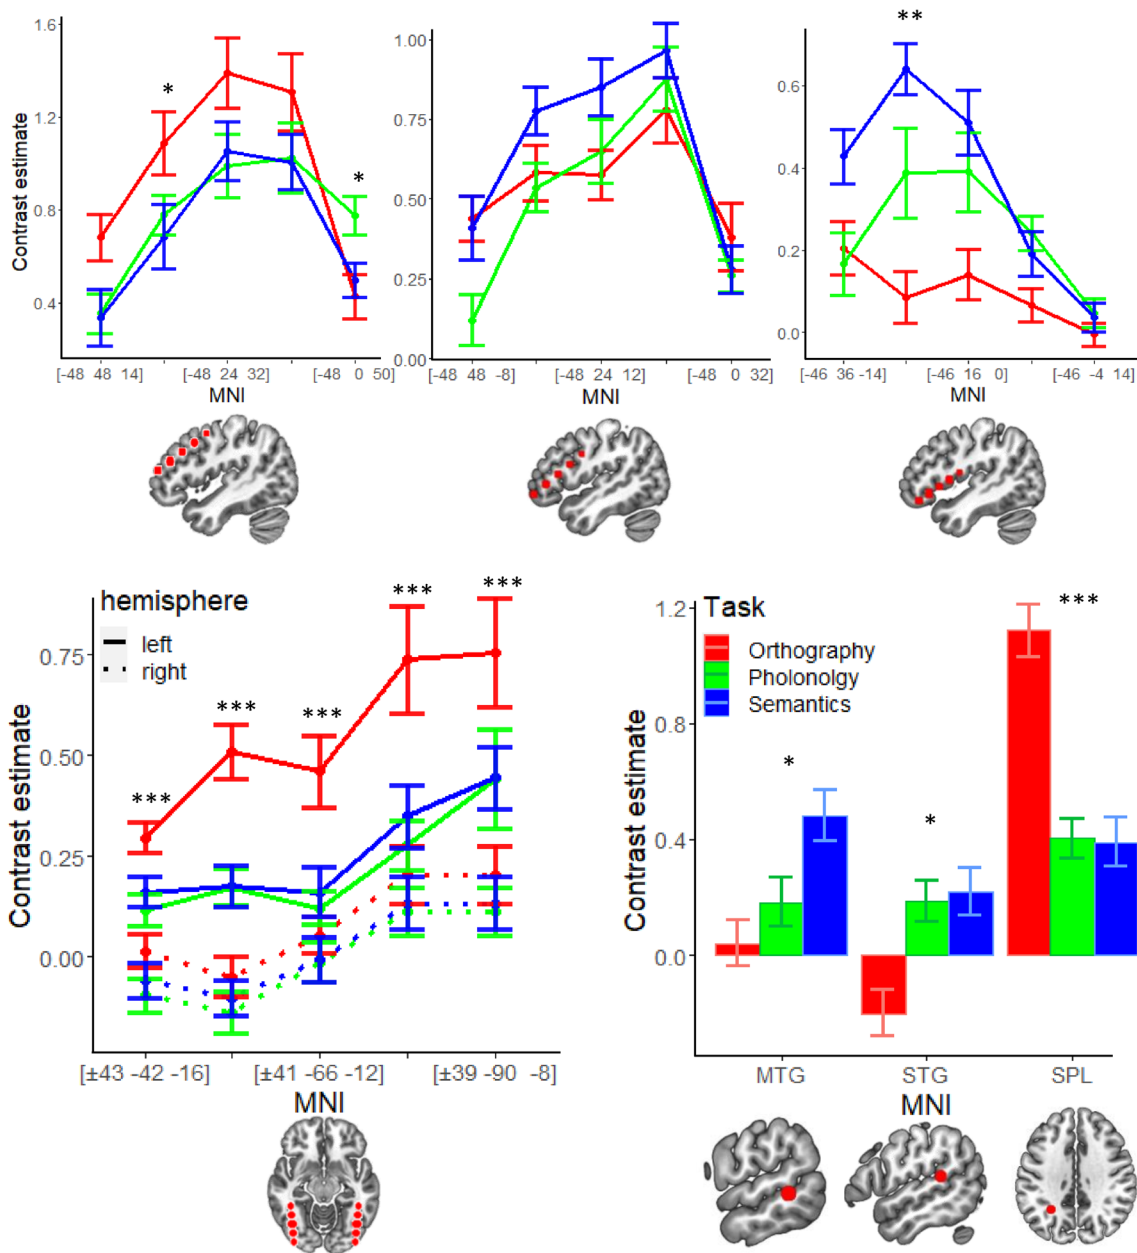 Contrast estimate
1.6
1.2
0.8
0.4
*
*
[-48 48 14]
[-48 24 32]
[-48 0 50]
MNI
1.00
0.75
0.50
0.25
0.00
[-48 48 -8]
[-48 24 12]
[-48 0 32]
MNI
0.6
0.4
0.2
0.0
**
[-46 36 -14]
[-46 16 0]
[-46 -4 14]
MNI
Contrast estimate
0.75
0.50
0.25
0.00
hemisphere
left
right
***
***
***
***
***
[±43 -42 -16]
[±41 -66 -12]
[±39 -90 -8]
MNI
Contrast estimate
1.2
0.8
0.4
0.0
Task
Orthography
Pholonolgy
Semantics
*
*
***
MTG
STG
SPL
MNI